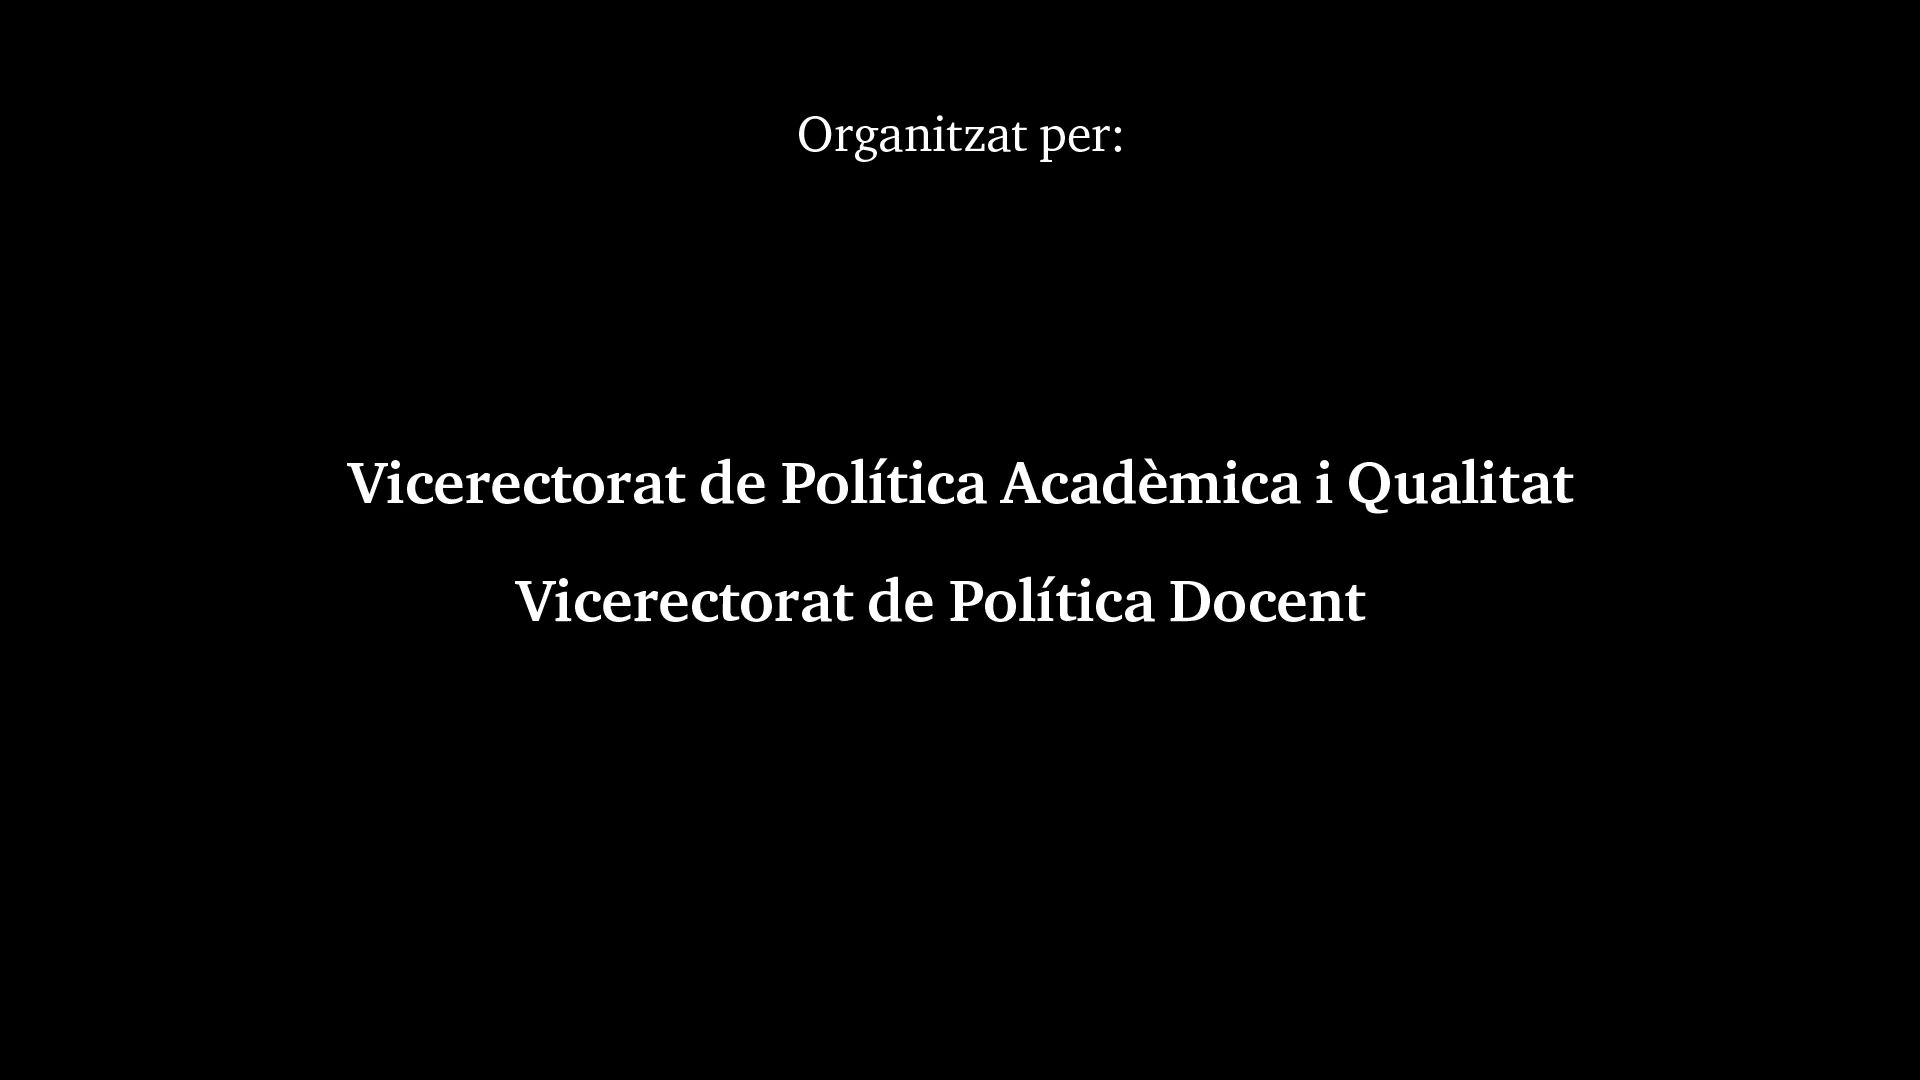 Organitzat per:
Vicerectorat de Política Acadèmica i Qualitat
Vicerectorat de Política Docent